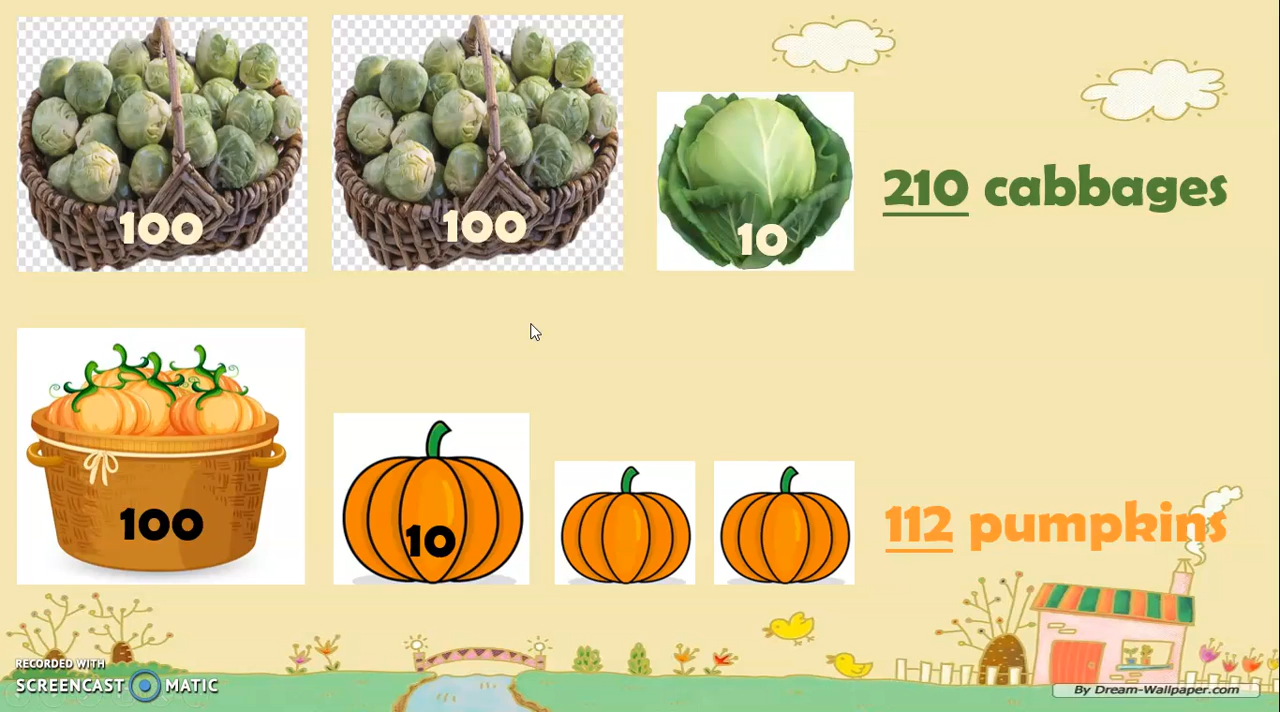 100
100
10
210 cabbages
100
10
112 pumpkins
RECORDED WITH
SCREENCAST MATIC
By Dream-Wallpaper.com